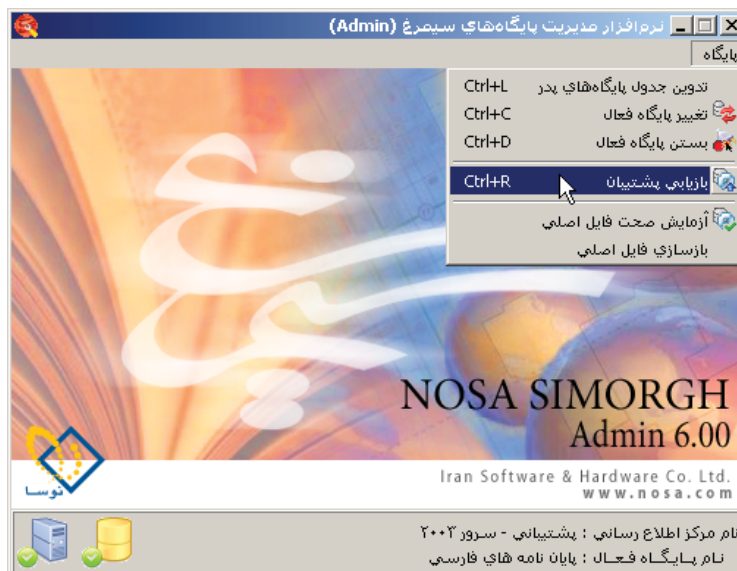 نرم‌افزار مديريت پايگاه‌هاي سيمرغ (Admin)
پايگاه
تدوين جدول پايگاه‌هاي پدر Ctrl+L
تغيير پايگاه فعال Ctrl+C
بستن پايگاه فعال Ctrl+D
بازيابي پشتيبان Ctrl+R
آزمايش صحت فايل اصلي
بازسازي فايل اصلي
سیمرغ
NOSA SIMORGH
Admin 6.00
نوسا
Iran Software & Hardware Co. Ltd.
www.nosa.com
نام مرکز اطلاع رساني : پشتيباني - سرور ۲۰۰۳
نام پـايـگـاه فـعـال : پايان نامه هاي فارسي